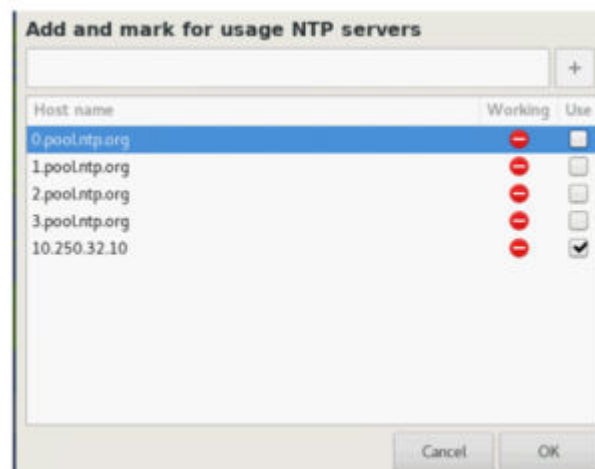 Add and mark for usage NTP servers
+
Host name Working Use
0.pool.ntp.org
1.pool.ntp.org
2.pool.ntp.org
3.pool.ntp.org
10.250.32.10
Cancel OK